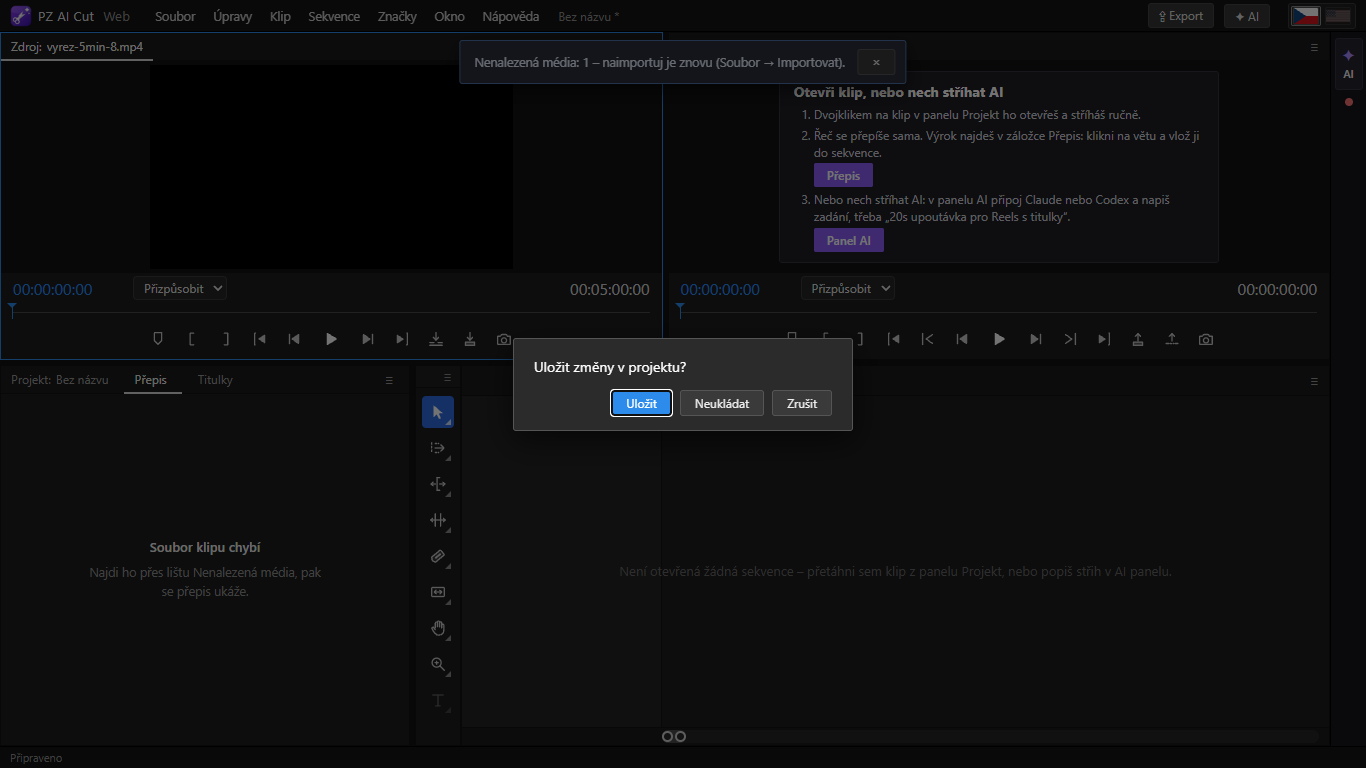 PZ AI Cut Web Soubor Úpravy Klip Sekvence Značky Okno Nápověda Bez názvu * Export AI
Zdroj: vyrez-5min-8.mp4
Nenalezená média: 1 – naimportuj je znovu (Soubor → Importovat). ×
AI
Otevři klip, nebo nech stříhat AI
1. Dvojklikem na klip v panelu Projekt ho otevřeš a stříháš ručně.
2. Řeč se přepíše sama. Výrok najdeš v záložce Přepis: klikni na větu a vlož ji
do sekvence.
Přepis
3. Nebo nech stříhat AI: v panelu AI připoj Claude nebo Codex a napiš
zadání, třeba „20s upoutávka pro Reels s titulky“.
Panel AI
00:00:00:00 Přizpůsobit 00:05:00:00
00:00:00:00 Přizpůsobit 00:00:00:00
Uložit změny v projektu?
Uložit Neukládat Zrušit
Projekt: Bez názvu Přepis Titulky
Soubor klipu chybí
Najdi ho přes lištu Nenalezená média, pak
se přepis ukáže.
Není otevřená žádná sekvence – přetáhni sem klip z panelu Projekt, nebo popiš střih v AI panelu.
Připraveno